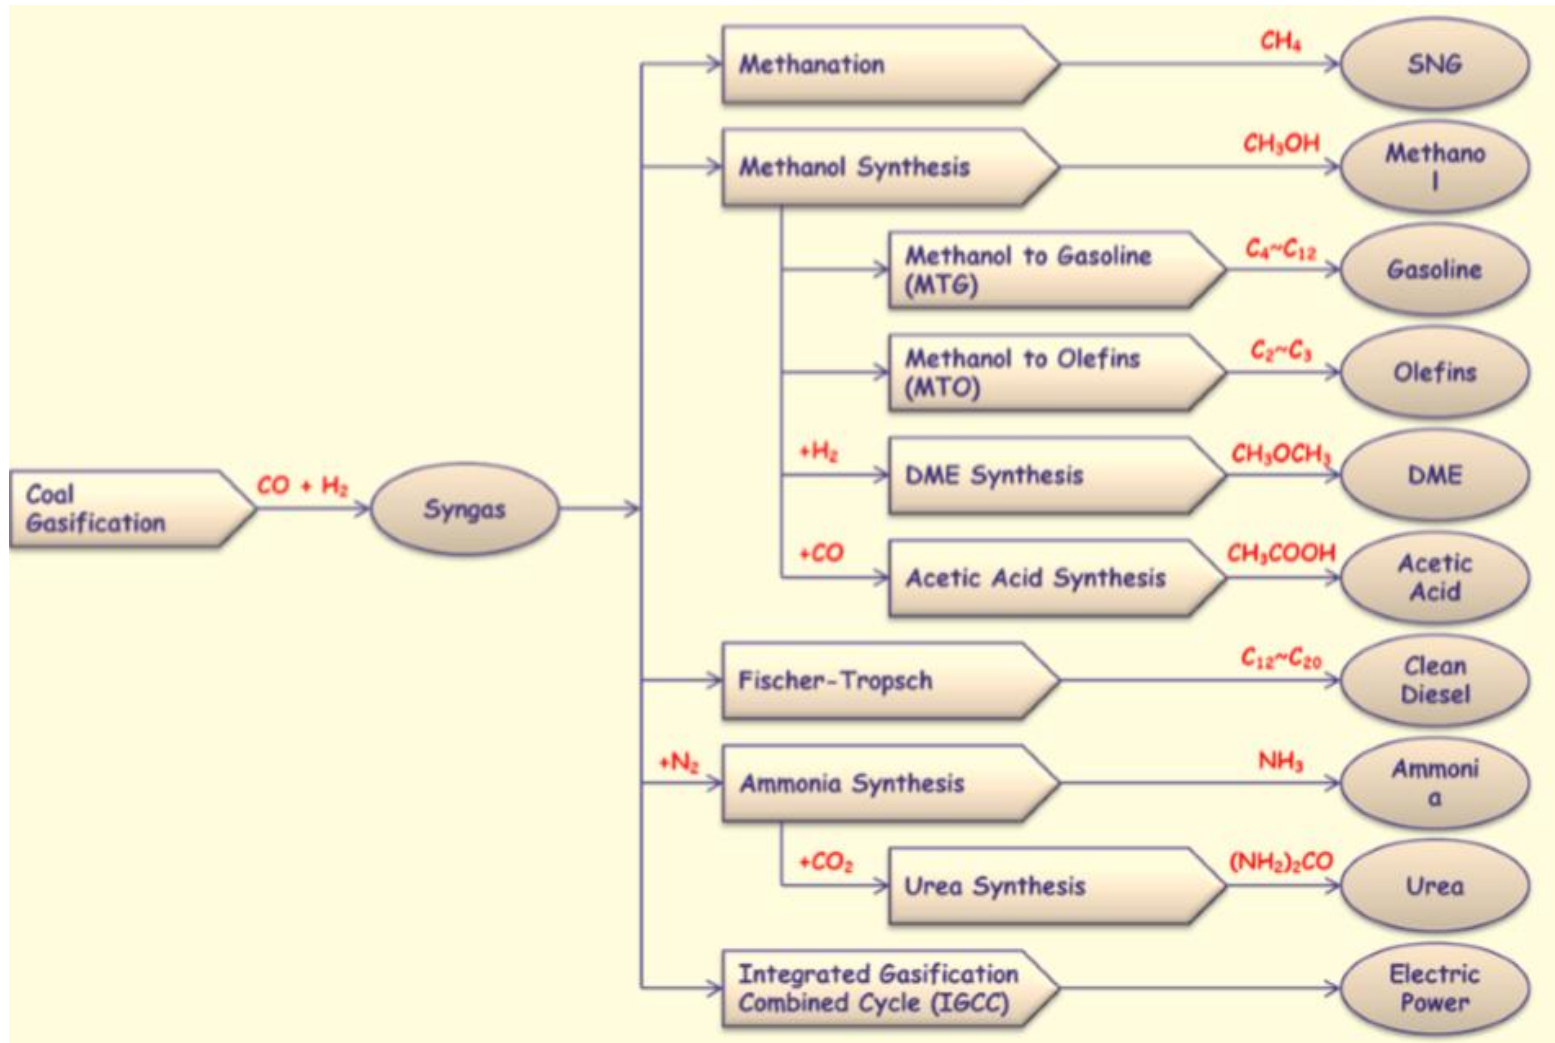 CH₄
Methanation
SNG
CH₃OH
Methanol Synthesis
Methano
l
Methanol to Gasoline
(MTG)
C₄~C₁₂
Gasoline
Methanol to Olefins
(MTO)
C₂~C₃
Olefins
+H₂
DME Synthesis
CH₃OCH₃
DME
Coal
Gasification
CO + H₂
Syngas
+CO
Acetic Acid Synthesis
CH₃COOH
Acetic
Acid
Fischer-Tropsch
C₁₂~C₂₀
Clean
Diesel
+N₂
Ammonia Synthesis
NH₃
Ammoni
a
+CO₂
Urea Synthesis
(NH₂)₂CO
Urea
Integrated Gasification
Combined Cycle (IGCC)
Electric
Power